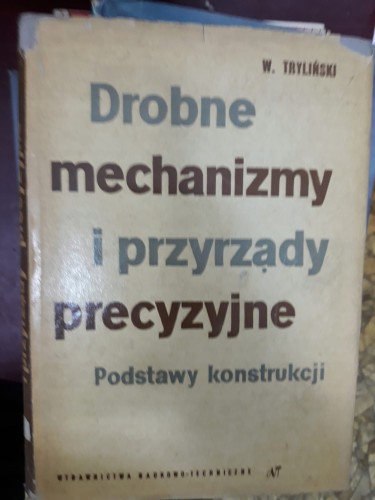 W. TRYLIŃSKI
Drobne
mechanizmy
i przyrządy
precyzyjne
Podstawy konstrukcji
WYDAWNICTWA NAUKOWO-TECHNICZNE